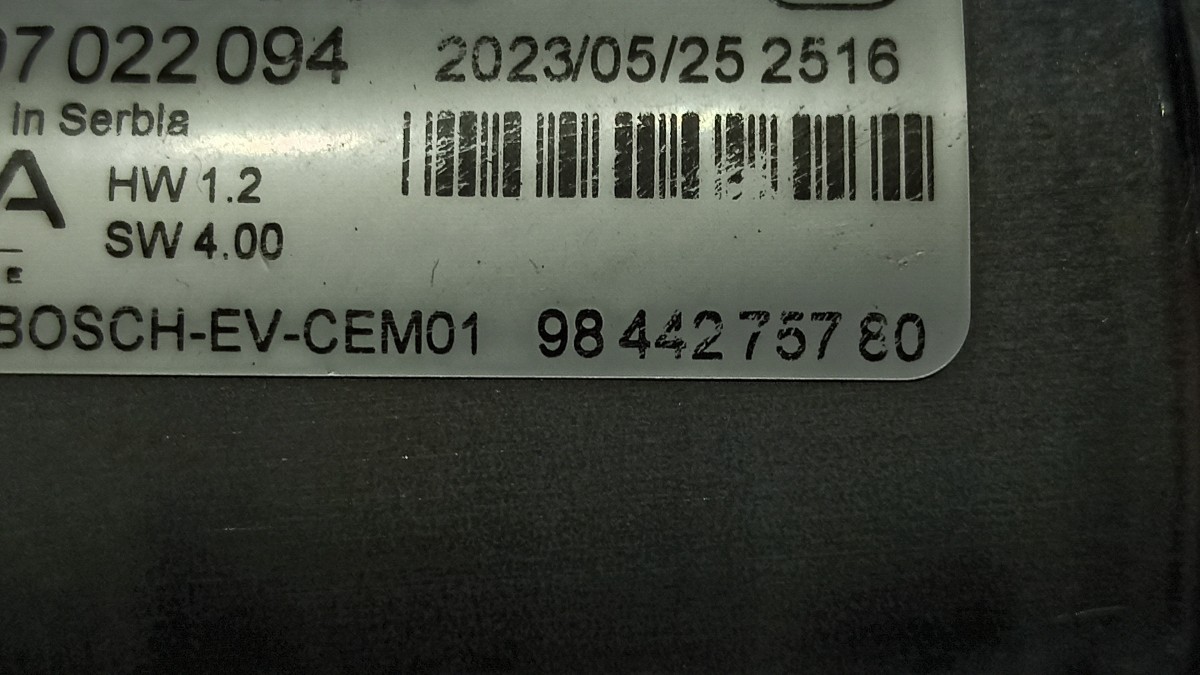 07 022 094 2023/05/25 2516
in Serbia
A HW 1.2
SW 4.00
E
BOSCH-EV-CEM01 98 442 757 80